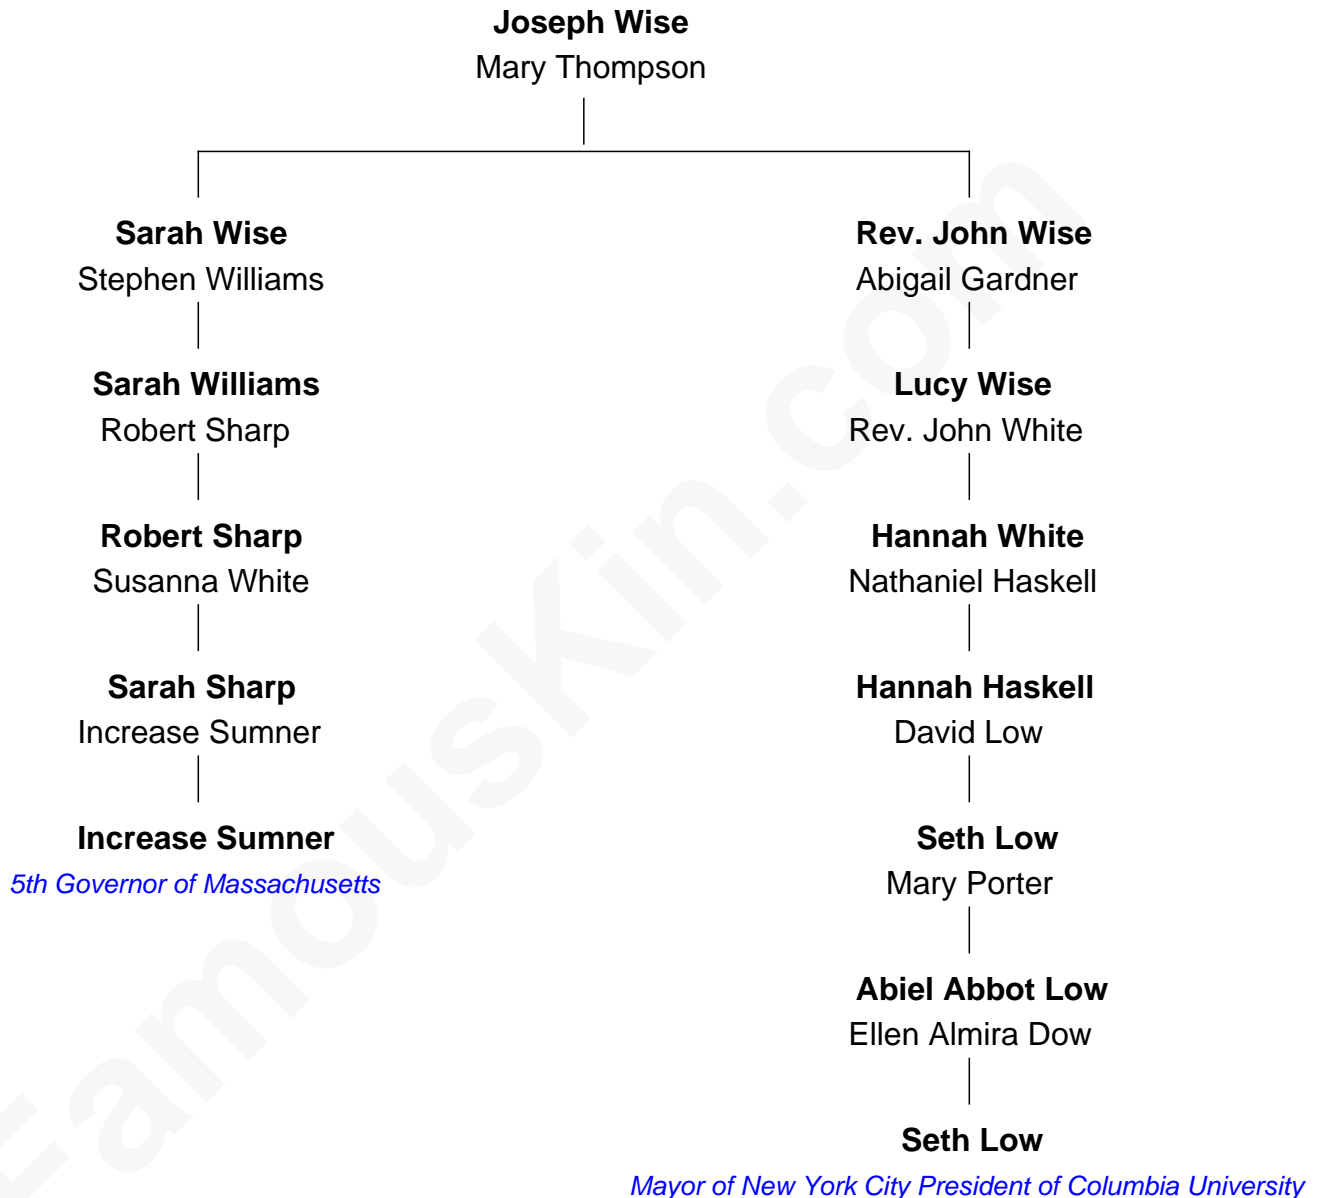 Joseph Wise
Mary Thompson
Sarah Wise
Stephen Williams
Rev. John Wise
Abigail Gardner
Sarah Williams
Robert Sharp
Lucy Wise
Rev. John White
Robert Sharp
Susanna White
Hannah White
Nathaniel Haskell
Sarah Sharp
Increase Sumner
Hannah Haskell
David Low
Increase Sumner
5th Governor of Massachusetts
Seth Low
Mary Porter
Abiel Abbot Low
Ellen Almira Dow
Seth Low
Mayor of New York City President of Columbia University
FamousKin.com